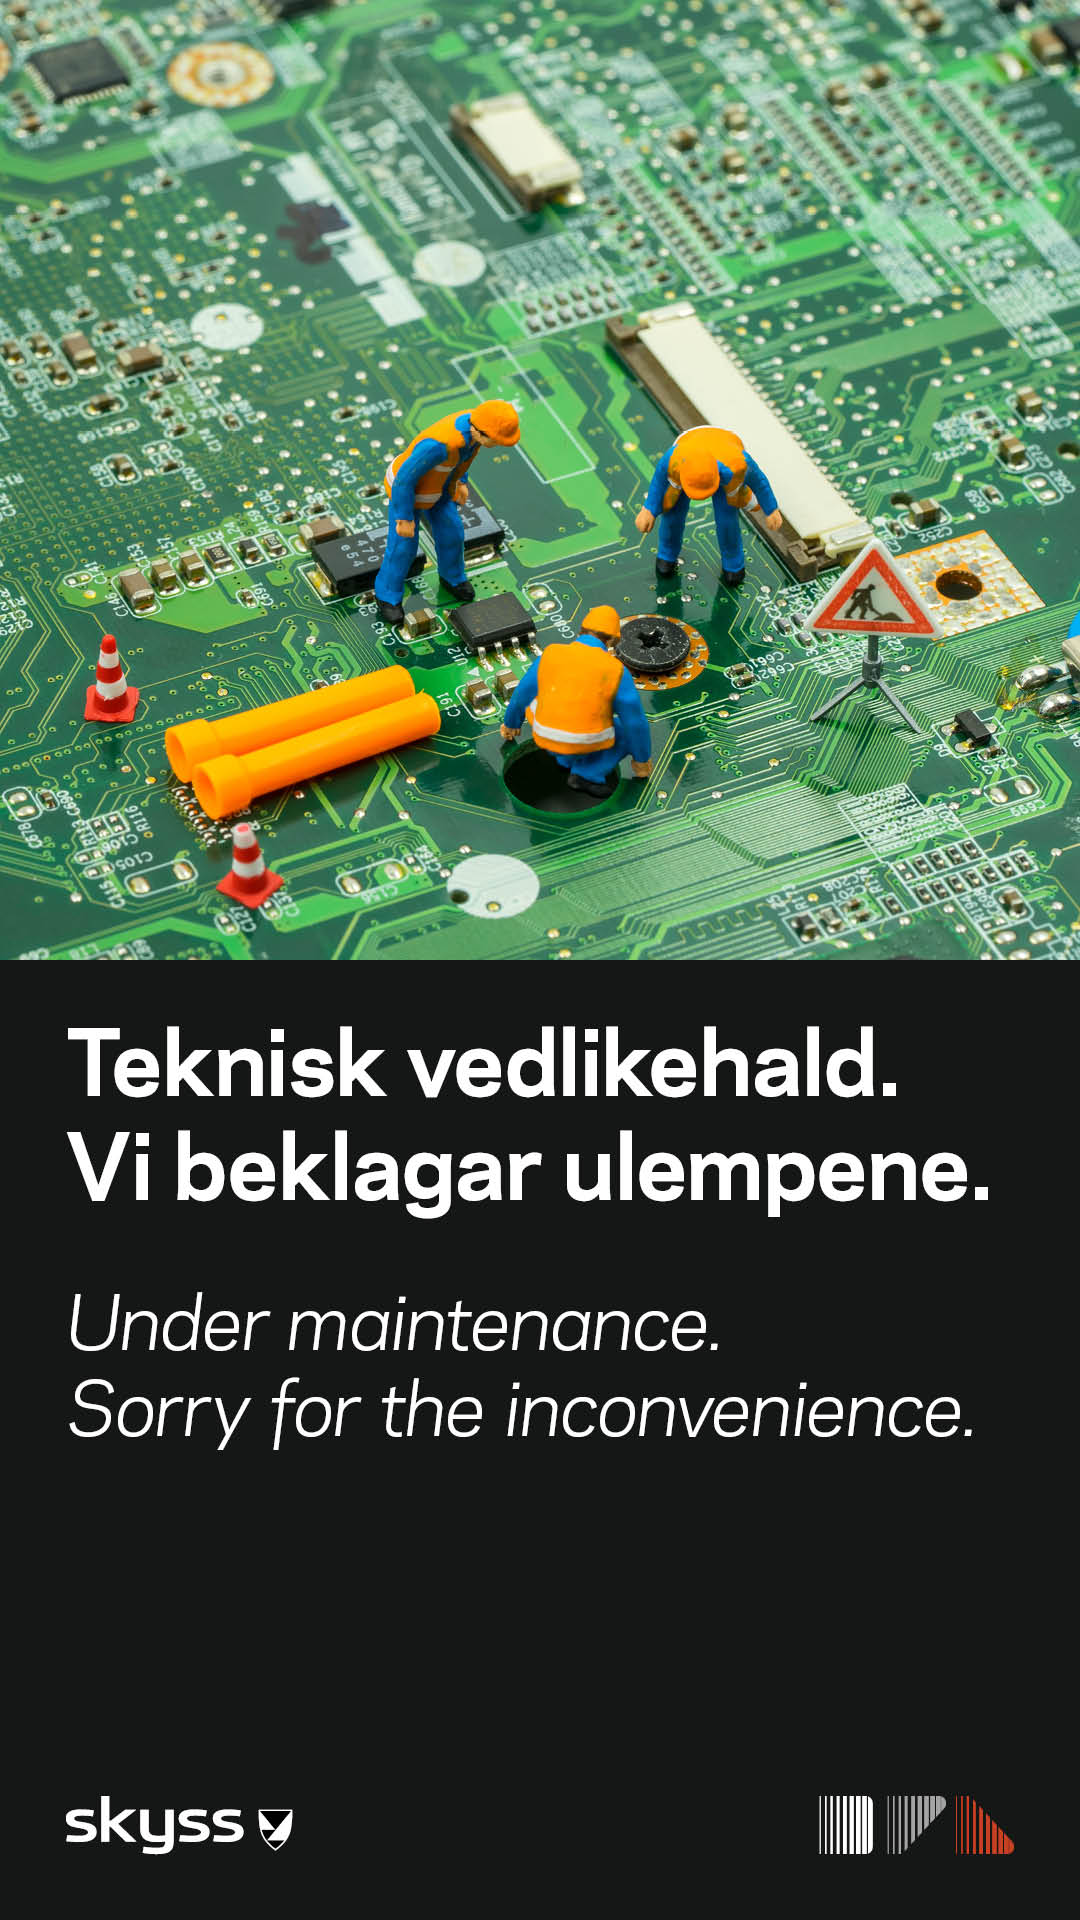 Teknisk vedlikehald.
Vi beklagar ulempene.
Under maintenance.
Sorry for the inconvenience.
skyss